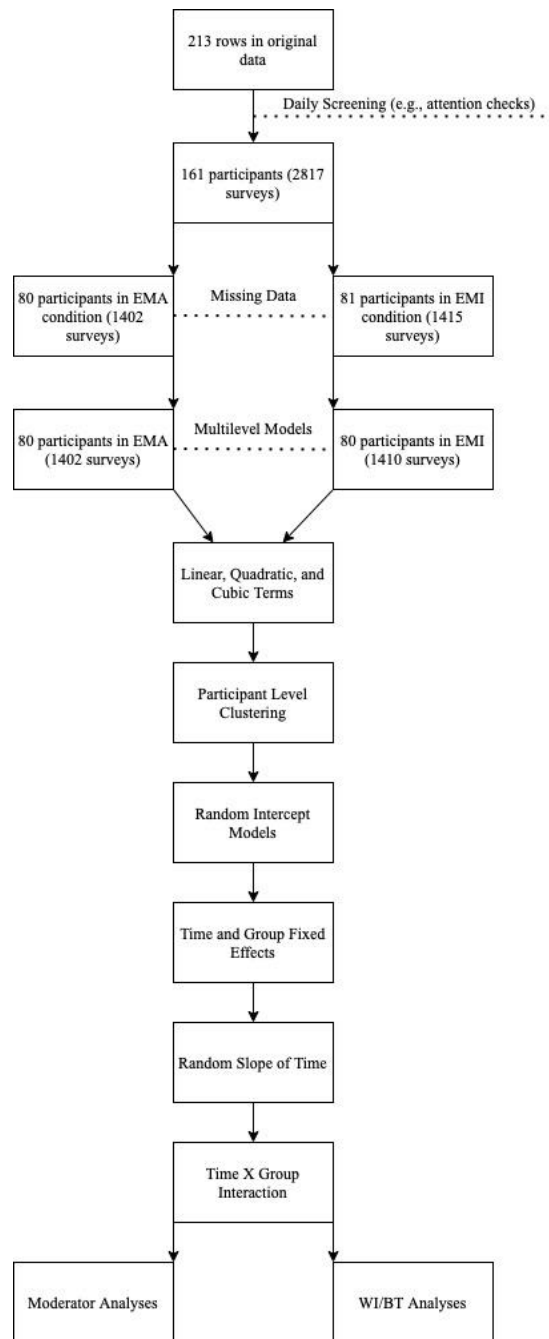 213 rows in original
data
Daily Screening (e.g., attention checks)
161 participants (2817
surveys)
80 participants in EMA
condition (1402
surveys)
Missing Data
81 participants in EMI
condition (1415
surveys)
80 participants in EMA
(1402 surveys)
Multilevel Models
80 participants in EMI
(1410 surveys)
Linear, Quadratic, and
Cubic Terms
Participant Level
Clustering
Random Intercept
Models
Time and Group Fixed
Effects
Random Slope of Time
Time X Group
Interaction
Moderator Analyses
WI/BT Analyses